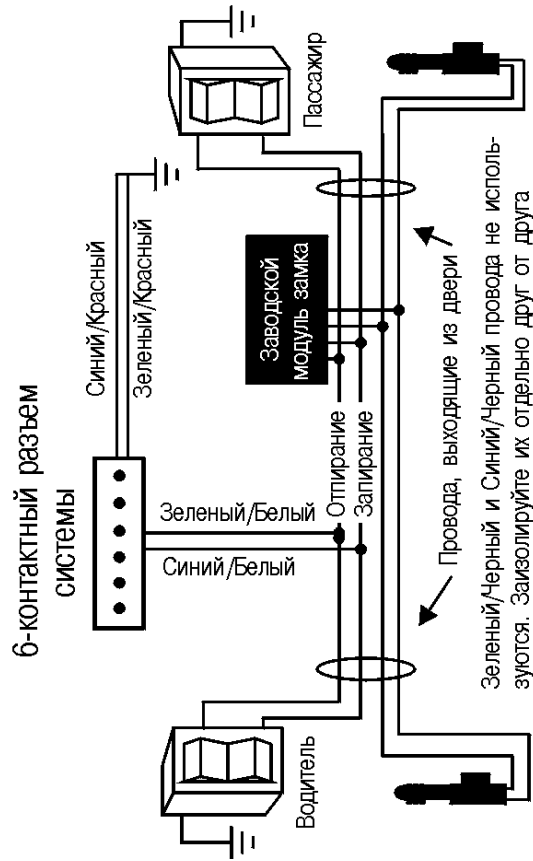 6-контактный разъем
системы
Синий/Красный
Зеленый/Красный
Зеленый/Белый
Синий/Белый
Пассажир
Заводской
модуль замка
Отпирание
Запирание
Водитель
Провода, выходящие из двери
Зеленый/Черный и Синий/Черный провода не исполь-
зуются. Заизолируйте их отдельно друг от друга